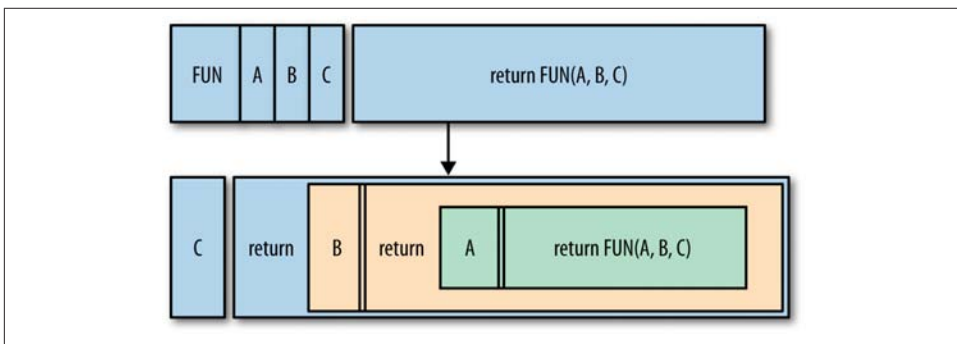 FUN A B C return FUN(A, B, C)
C return B return A return FUN(A, B, C)